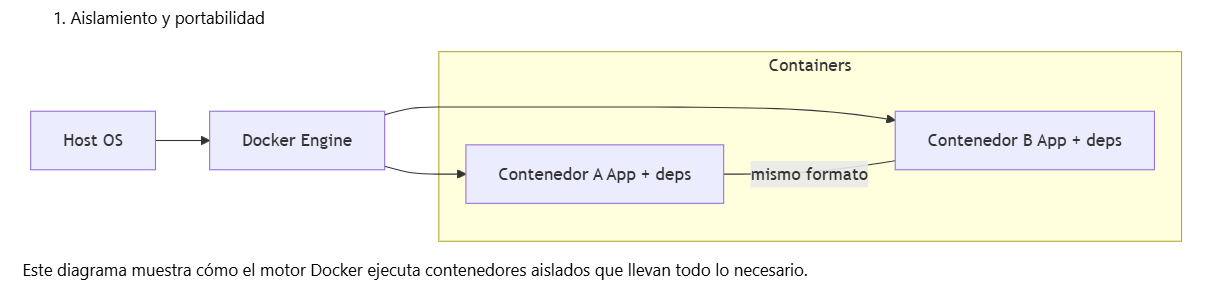 1. Aislamiento y portabilidad
Containers
Host OS
Docker Engine
Contenedor A App + deps
mismo formato
Contenedor B App + deps
Este diagrama muestra cómo el motor Docker ejecuta contenedores aislados que llevan todo lo necesario.